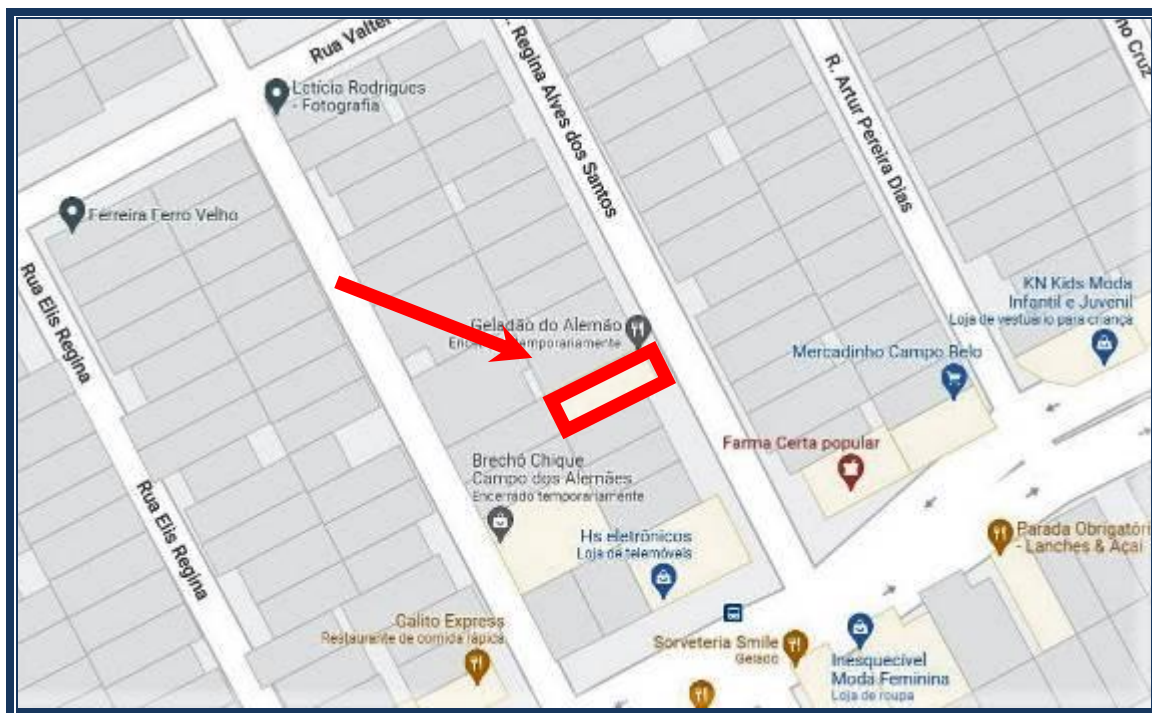 Rua Valter
Letícia Rodrigues
- Fotografia
Regina Alves dos Santos
R. Artur Pereira Dias
no Cruz
Ferreira Ferro Velho
Rua Elis Regina
KN Kids Moda
Infantil e Juvenil
Loja de vestuário para criança
Geladão do Alemão
temporariamente
Mercadinho Campo Belo
Farma Certa popular
Brechó Chique
Campo dos Alemães
Encerrado temporariamente
Rua Elis Regina
Hs eletrônicos
Loja de telemóveis
Parada Obrigatóri
- Lanches & Açaí
Galito Express
Restaurante de comida rápida
Sorveteria Smile
Gelado
Inesquecível
Moda Feminina
Loja de roupa